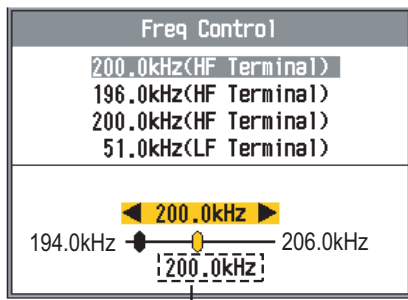 Freq Control
200.0kHz(HF Terminal)
196.0kHz(HF Terminal)
200.0kHz(HF Terminal)
51.0kHz(LF Terminal)
◀ 200.0kHz ▶
194.0kHz 206.0kHz
200.0kHz